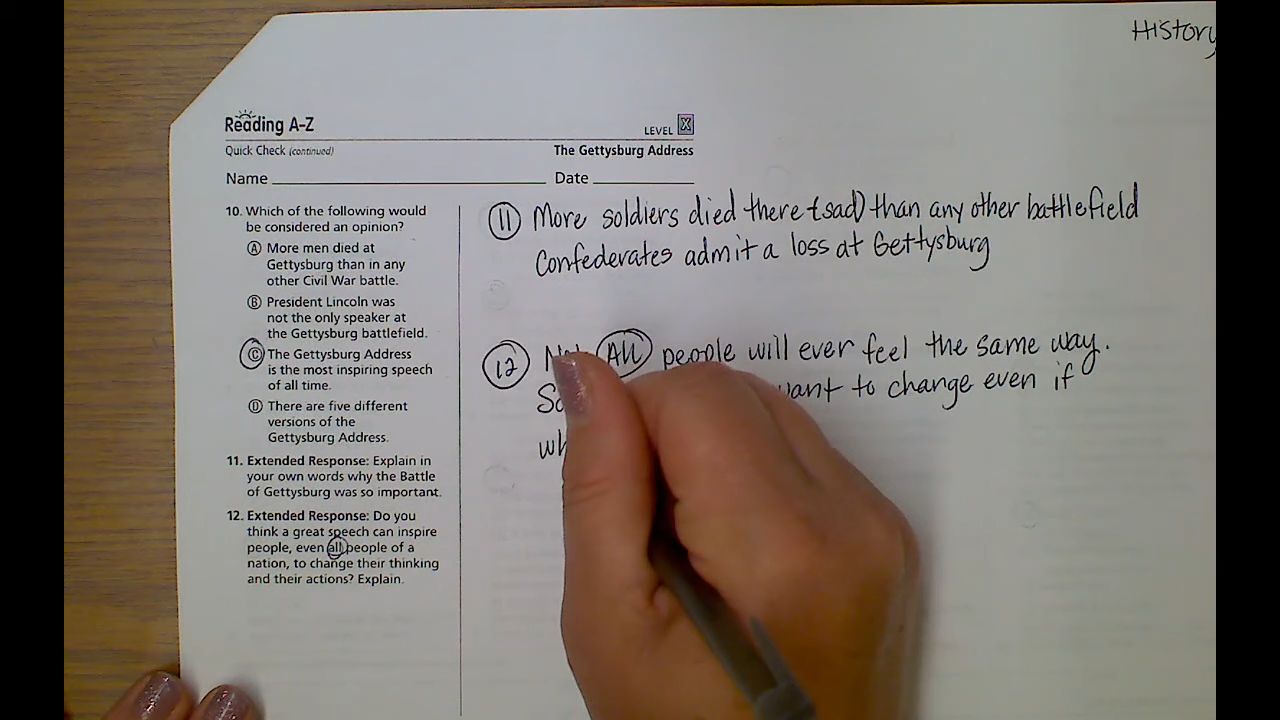 History
Reading A-Z
LEVEL X
Quick Check (continued)
The Gettysburg Address
Name
Date
10. Which of the following would
be considered an opinion?
Ⓐ More men died at
Gettysburg than in any
other Civil War battle.
Ⓑ President Lincoln was
not the only speaker at
the Gettysburg battlefield.
Ⓒ The Gettysburg Address
is the most inspiring speech
of all time.
Ⓓ There are five different
versions of the
Gettysburg Address.
11. Extended Response: Explain in
your own words why the Battle
of Gettysburg was so important.
12. Extended Response: Do you
think a great speech can inspire
people, even all people of a
nation, to change their thinking
and their actions? Explain.
11 More soldiers died there (sad) than any other battlefield
Confederates admit a loss at Gettysburg
12 All people will ever feel the same way.
want to change even if